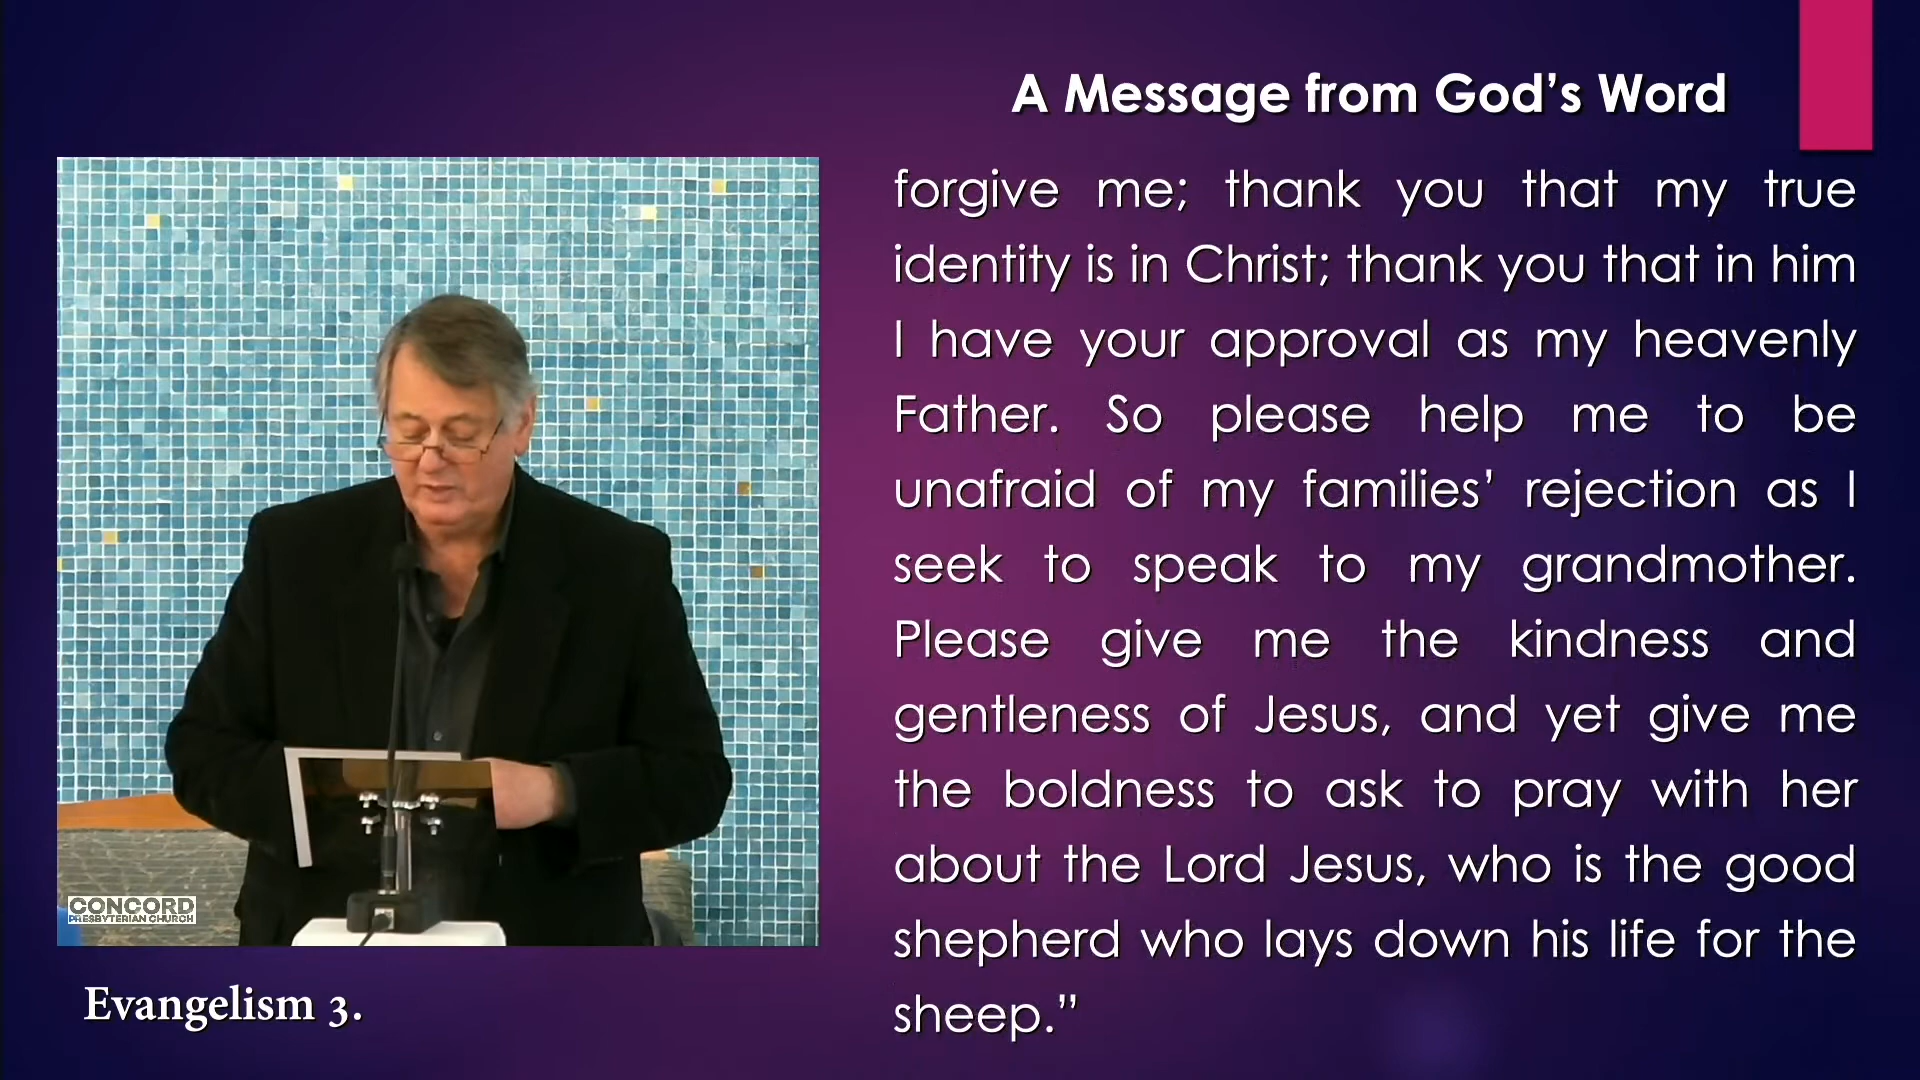 A Message from God’s Word
forgive me; thank you that my true
identity is in Christ; thank you that in him
I have your approval as my heavenly
Father. So please help me to be
unafraid of my families’ rejection as I
seek to speak to my grandmother.
Please give me the kindness and
gentleness of Jesus, and yet give me
the boldness to ask to pray with her
about the Lord Jesus, who is the good
shepherd who lays down his life for the
sheep.”
CONCORD
PRESBYTERIAN CHURCH
Evangelism 3.